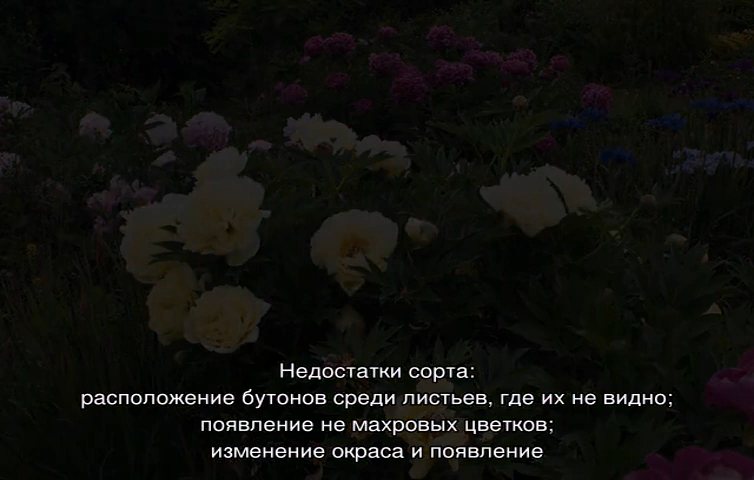 Недостатки сорта:
расположение бутонов среди листьев, где их не видно;
появление не махровых цветков;
изменение окраса и появление